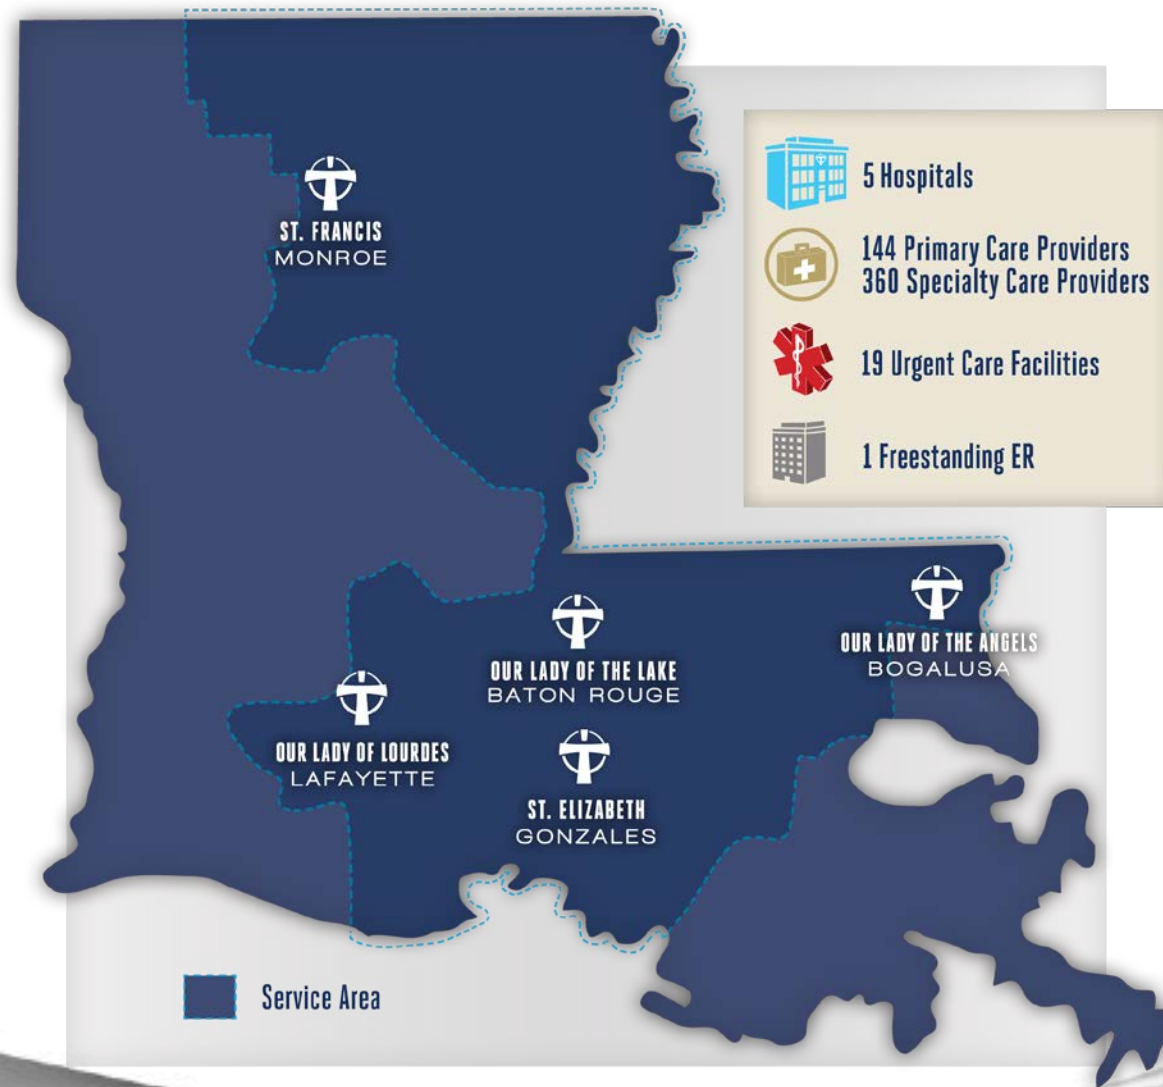 5 Hospitals
144 Primary Care Providers
360 Specialty Care Providers
19 Urgent Care Facilities
1 Freestanding ER
ST. FRANCIS
MONROE
OUR LADY OF THE ANGELS
BOGALUSA
OUR LADY OF THE LAKE
BATON ROUGE
OUR LADY OF LOURDES
LAFAYETTE
ST. ELIZABETH
GONZALES
Service Area